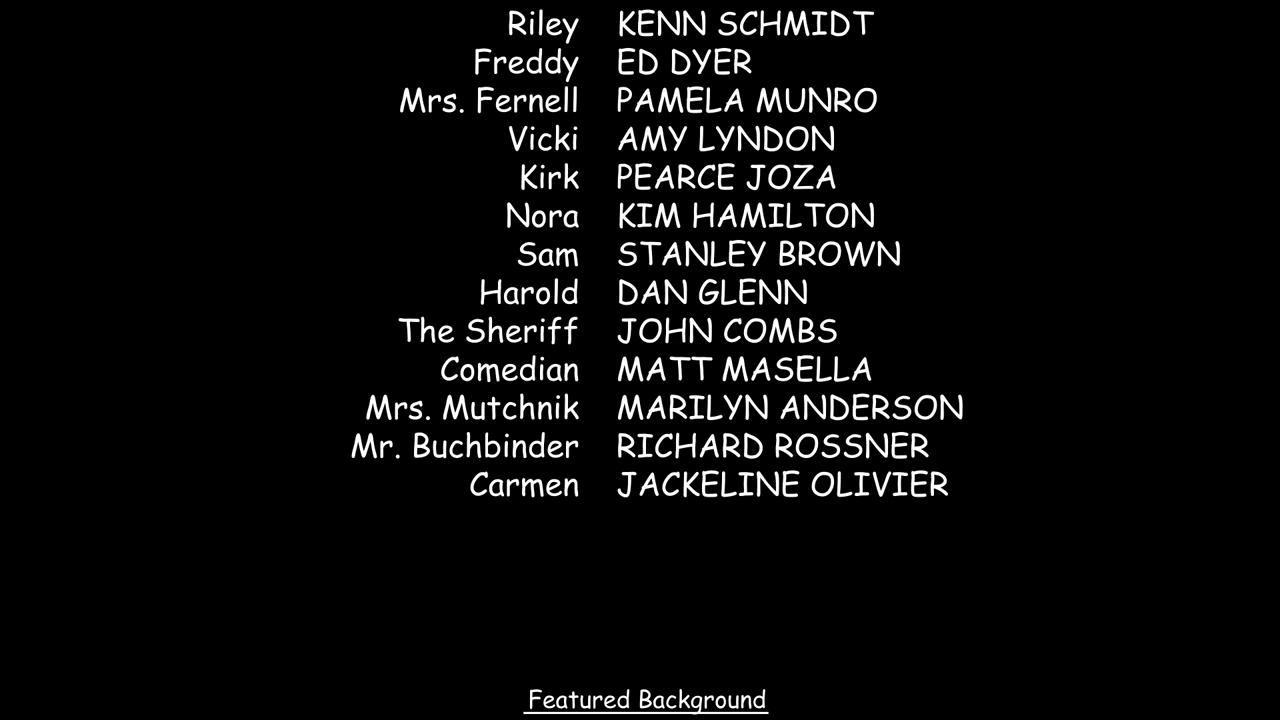 Riley KENN SCHMIDT
Freddy ED DYER
Mrs. Fernell PAMELA MUNRO
Vicki AMY LYNDON
Kirk PEARCE JOZA
Nora KIM HAMILTON
Sam STANLEY BROWN
Harold DAN GLENN
The Sheriff JOHN COMBS
Comedian MATT MASELLA
Mrs. Mutchnik MARILYN ANDERSON
Mr. Buchbinder RICHARD ROSSNER
Carmen JACKELINE OLIVIER
Featured Background